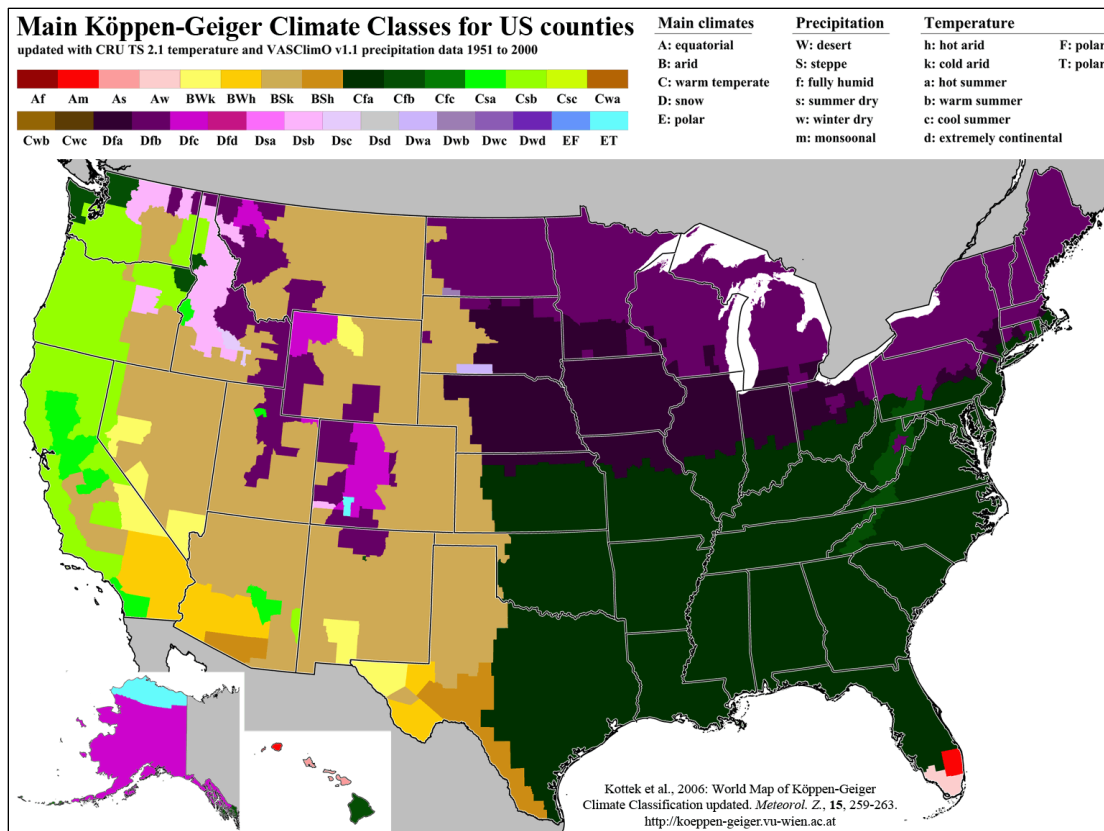 Main Köppen-Geiger Climate Classes for US counties
updated with CRU TS 2.1 temperature and VASClimO v1.1 precipitation data 1951 to 2000
Af Am As Aw BWk BWh BSk BSh Cfa Cfb Cfc Csa Csb Csc Cwa
Cwb Cwc Dfa Dfb Dfc Dfd Dsa Dsb Dsc Dsd Dwa Dwb Dwc Dwd EF ET
Main climates
A: equatorial
B: arid
C: warm temperate
D: snow
E: polar
Precipitation
W: desert
S: steppe
f: fully humid
s: summer dry
w: winter dry
m: monsoonal
Temperature
h: hot arid
k: cold arid
a: hot summer
b: warm summer
c: cool summer
d: extremely continental
F: polar
T: polar
Kottek et al., 2006: World Map of Köppen-Geiger
Climate Classification updated. Meteorol. Z., 15, 259-263.
http://koeppen-geiger.vu-wien.ac.at